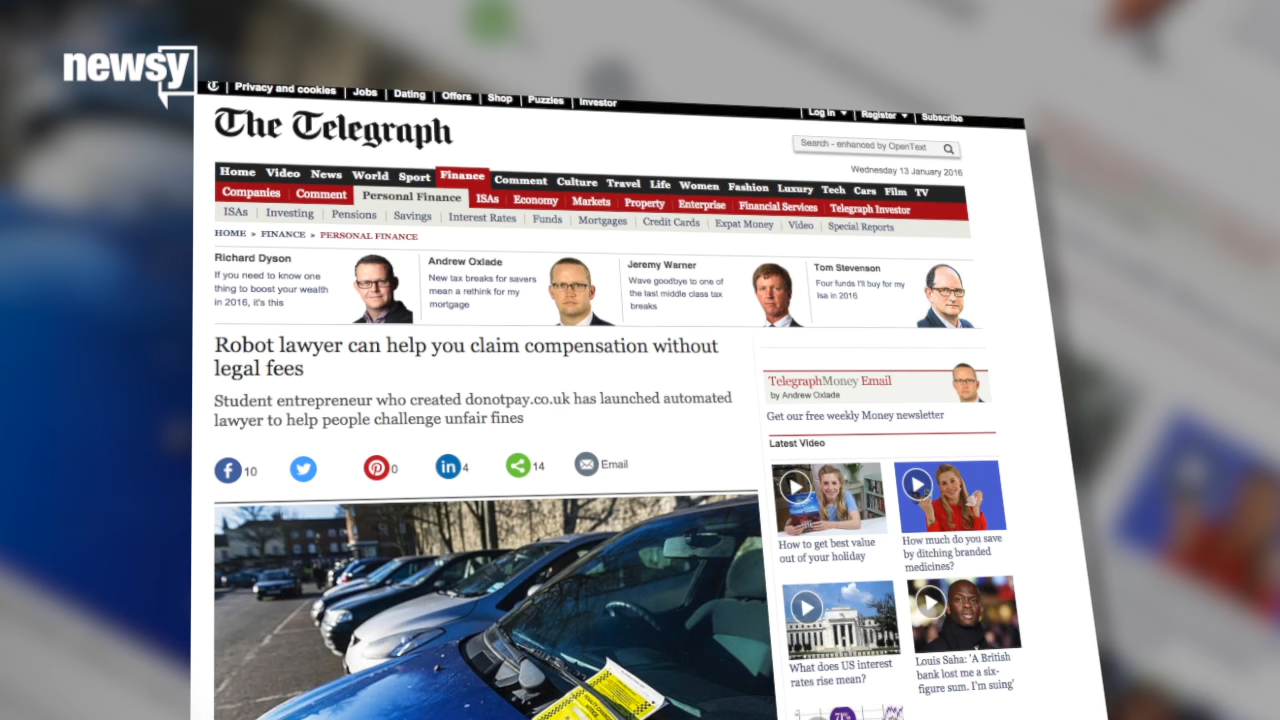 newsy
Privacy and cookies | Jobs | Dating | Offers | Shop | Puzzles | Investor
Log in | Register | Subscribe
The Telegraph
Search - enhanced by OpenText
Wednesday 13 January 2016
Home Video News World Sport Finance Comment Culture Travel Life Women Fashion Luxury Tech Cars Film TV
Companies | Comment | Personal Finance | ISAs | Economy | Markets | Property | Enterprise | Financial Services | Telegraph Investor
ISAs | Investing | Pensions | Savings | Interest Rates | Funds | Mortgages | Credit Cards | Expat Money | Video | Special Reports
HOME » FINANCE » PERSONAL FINANCE
Richard Dyson
If you need to know one
thing to boost your wealth
in 2016, it's this
Andrew Oxlade
New tax breaks for savers
mean a rethink for my
mortgage
Jeremy Warner
Wave goodbye to one of
the last middle class tax
breaks
Tom Stevenson
Four funds I'll buy for my
Isa in 2016
Robot lawyer can help you claim compensation without
legal fees
Student entrepreneur who created donotpay.co.uk has launched automated
lawyer to help people challenge unfair fines
10 0 4 14 Email
TelegraphMoney Email
by Andrew Oxlade
Get our free weekly Money newsletter
Latest Video
How to get best value
out of your holiday
How much do you save
by ditching branded
medicines?
What does US interest
rates rise mean?
Louis Saha: 'A British
bank lost me a six-
figure sum. I'm suing'
71%